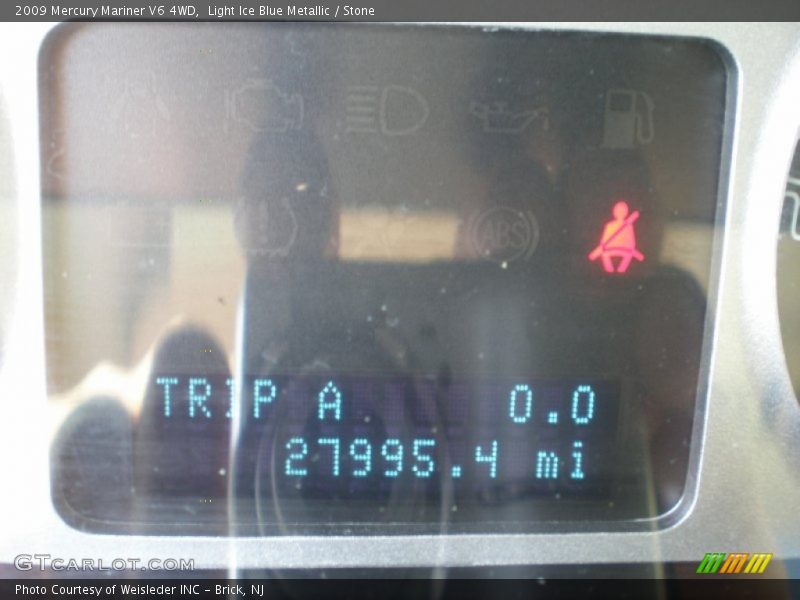 2009 Mercury Mariner V6 4WD, Light Ice Blue Metallic / Stone
ABS
TRIP A 0.0
27995.4 mi
GTCARLOT.COM
Photo Courtesy of Weisleder INC - Brick, NJ